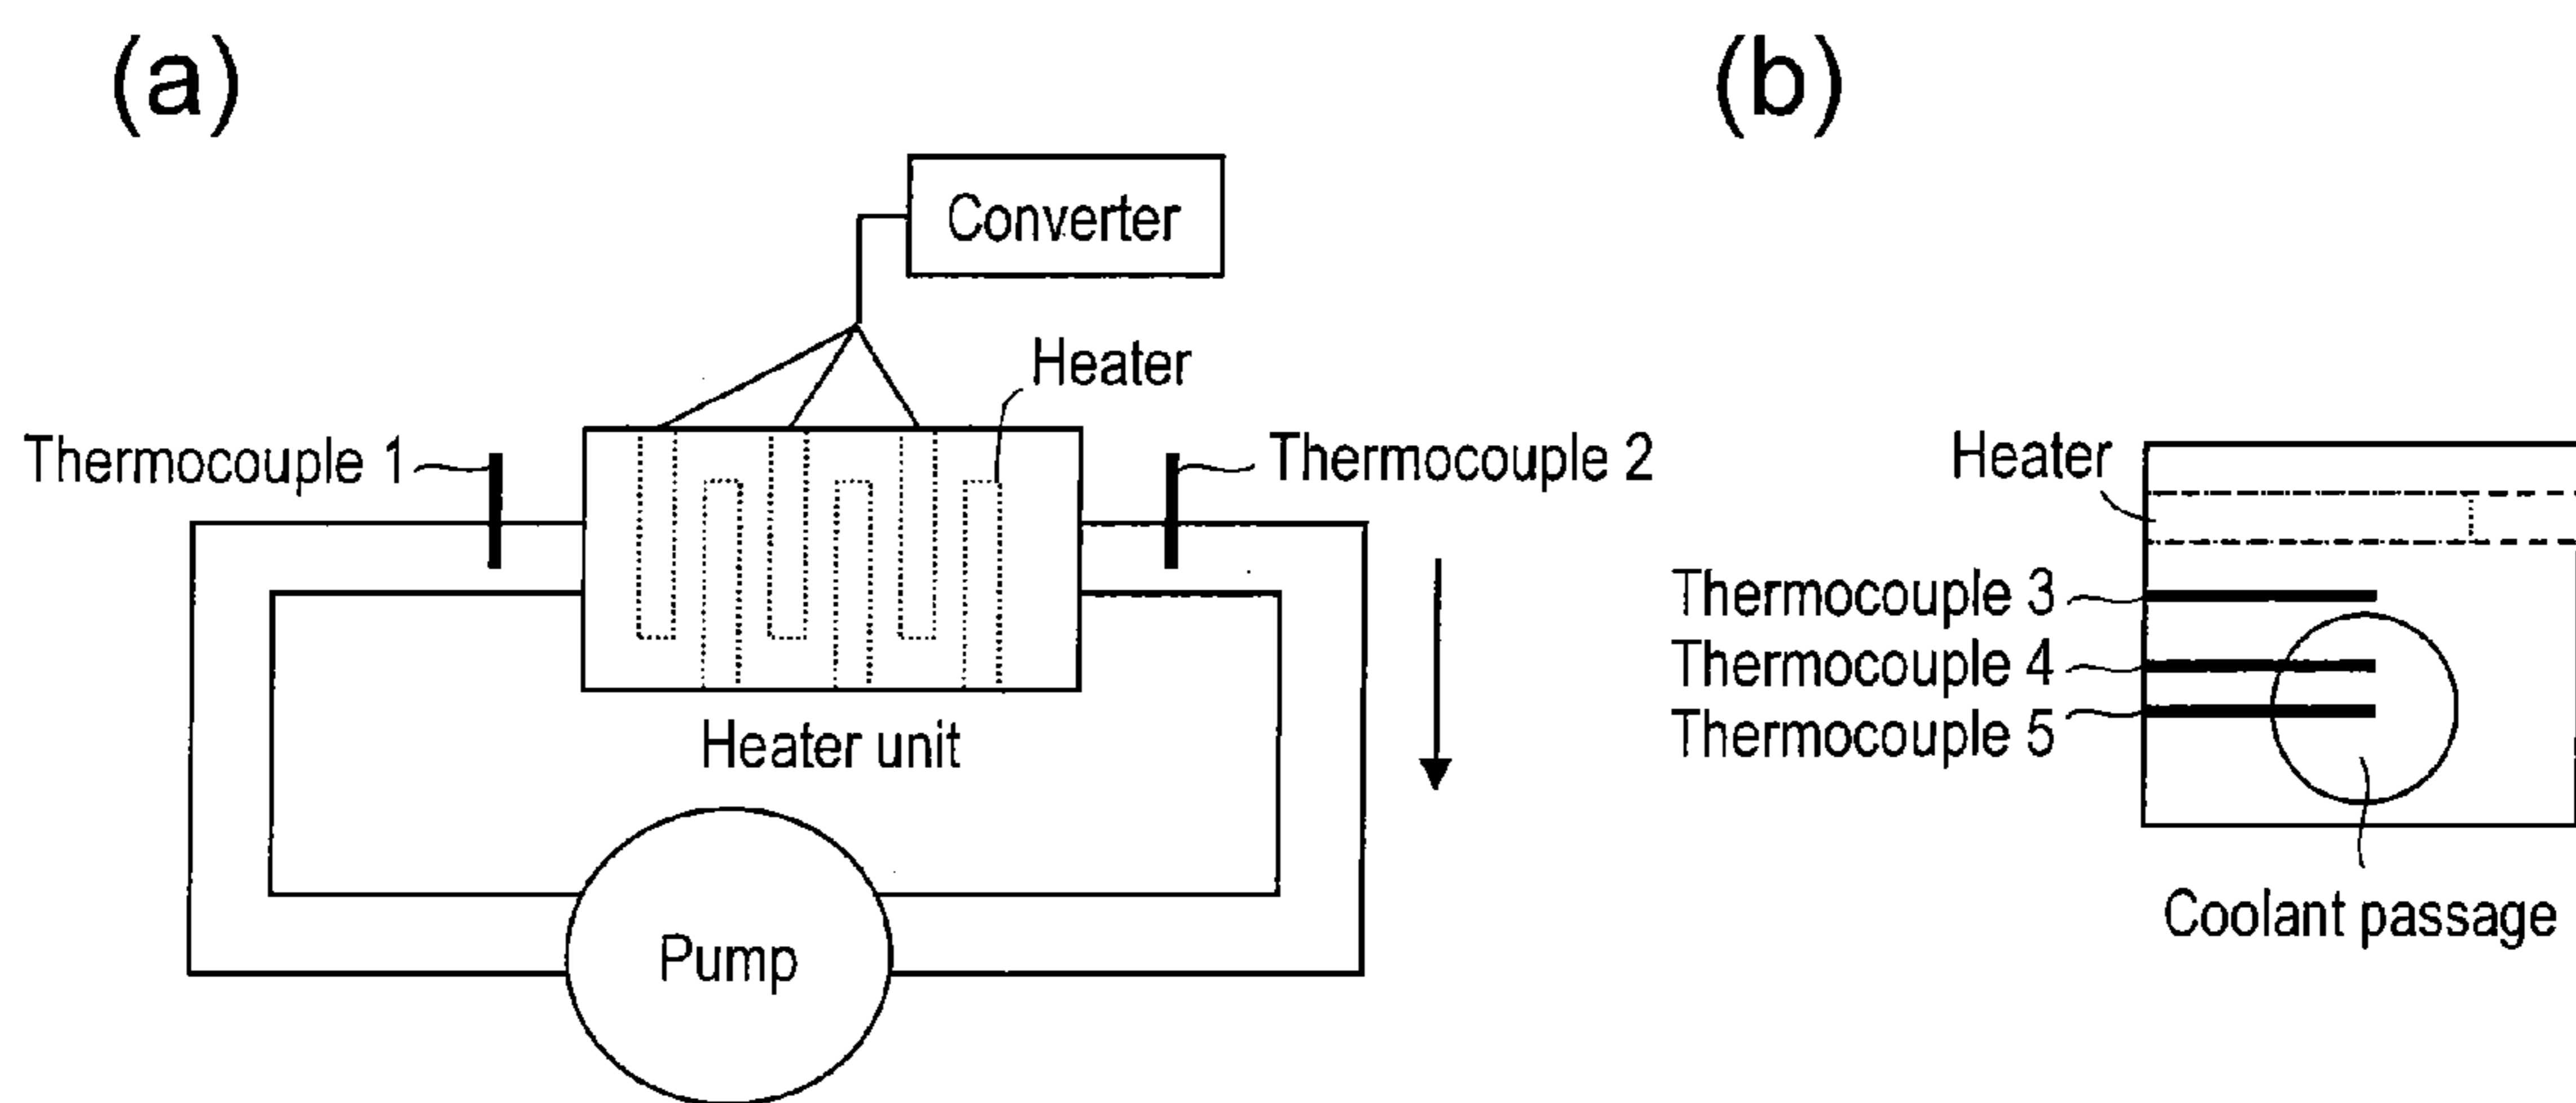 (a)
(b)
Converter
Heater
Thermocouple 1
Thermocouple 2
Heater unit
Pump
Heater
Thermocouple 3
Thermocouple 4
Thermocouple 5
Coolant passage